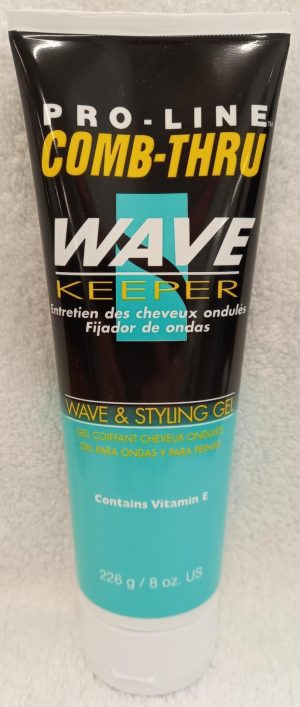 PRO-LINE™
COMB-THRU
WAVE
KEEPER
Entretien des cheveux ondulés
Fijador de ondas
WAVE & STYLING GEL
GEL COIFFANT CHEVEUX ONDULÉS
GEL PARA ONDAS Y PARA PEINAR
Contains Vitamin E
226 g / 8 oz. US